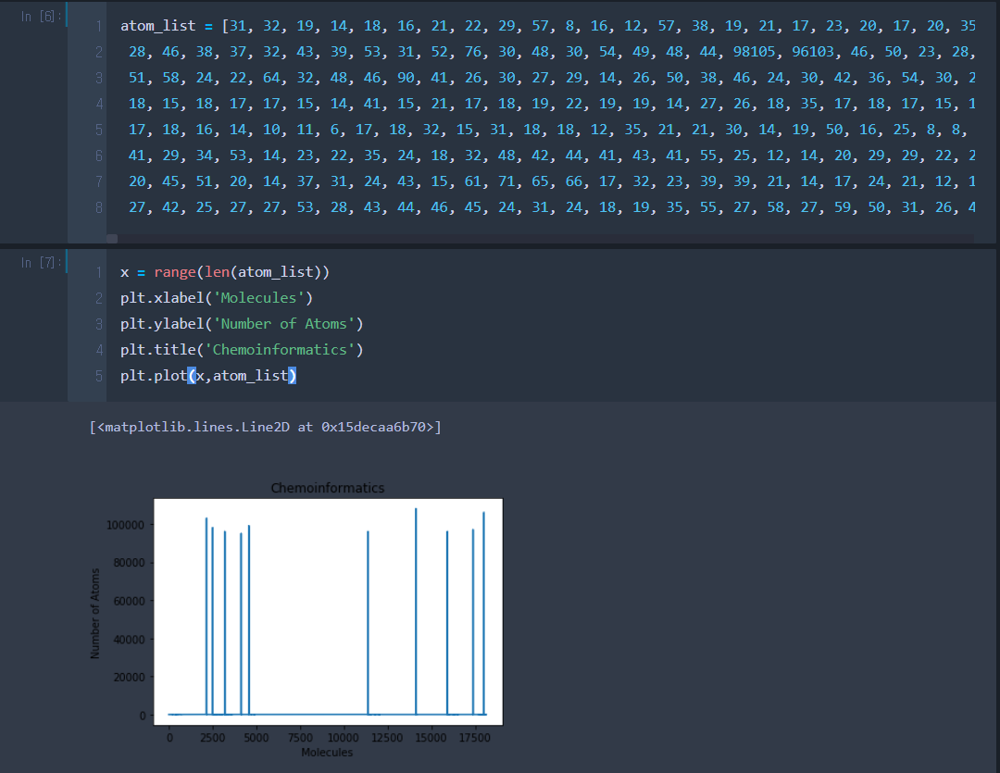 In [6]:
1 atom_list = [31, 32, 19, 14, 18, 16, 21, 22, 29, 57, 8, 16, 12, 57, 38, 19, 21, 17, 23, 20, 17, 20, 35
2 28, 46, 38, 37, 32, 43, 39, 53, 31, 52, 76, 30, 48, 30, 54, 49, 48, 44, 98105, 96103, 46, 50, 23, 28,
3 51, 58, 24, 22, 64, 32, 48, 46, 90, 41, 26, 30, 27, 29, 14, 26, 50, 38, 46, 24, 30, 42, 36, 54, 30, 2
4 18, 15, 18, 17, 17, 15, 14, 41, 15, 21, 17, 18, 19, 22, 19, 19, 14, 27, 26, 18, 35, 17, 18, 17, 15, 1
5 17, 18, 16, 14, 10, 11, 6, 17, 18, 32, 15, 31, 18, 18, 12, 35, 21, 21, 30, 14, 19, 50, 16, 25, 8, 8,
6 41, 29, 34, 53, 14, 23, 22, 35, 24, 18, 32, 48, 42, 44, 41, 43, 41, 55, 25, 12, 14, 20, 29, 29, 22, 2
7 20, 45, 51, 20, 14, 37, 31, 24, 43, 15, 61, 71, 65, 66, 17, 32, 23, 39, 39, 21, 14, 17, 24, 21, 12, 1
8 27, 42, 25, 27, 27, 53, 28, 43, 44, 46, 45, 24, 31, 24, 18, 19, 35, 55, 27, 58, 27, 59, 50, 31, 26, 4
In [7]:
1 x = range(len(atom_list))
2 plt.xlabel('Molecules')
3 plt.ylabel('Number of Atoms')
4 plt.title('Chemoinformatics')
5 plt.plot(x,atom_list)
[<matplotlib.lines.Line2D at 0x15decaa6b70>]
Chemoinformatics
Number of Atoms
100000
80000
60000
40000
20000
0
0 2500 5000 7500 10000 12500 15000 17500
Molecules